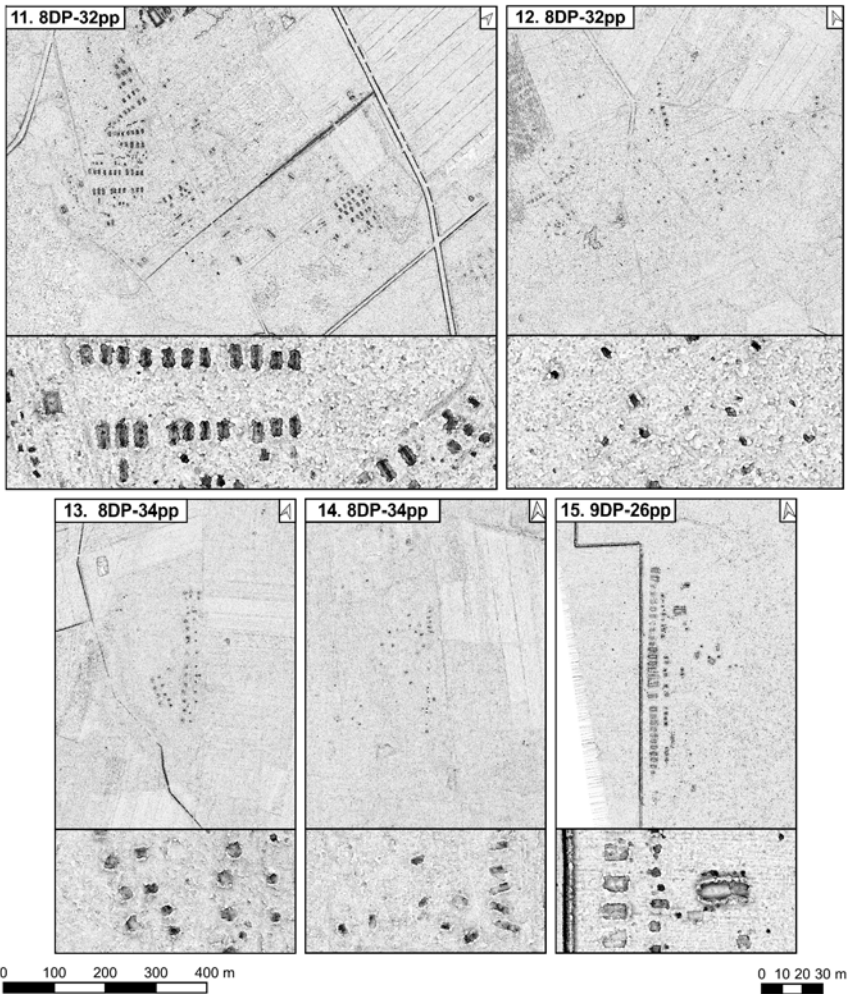 11. 8DP-32pp
12. 8DP-32pp
13. 8DP-34pp
14. 8DP-34pp
15. 9DP-26pp
0 100 200 300 400 m
0 10 20 30 m